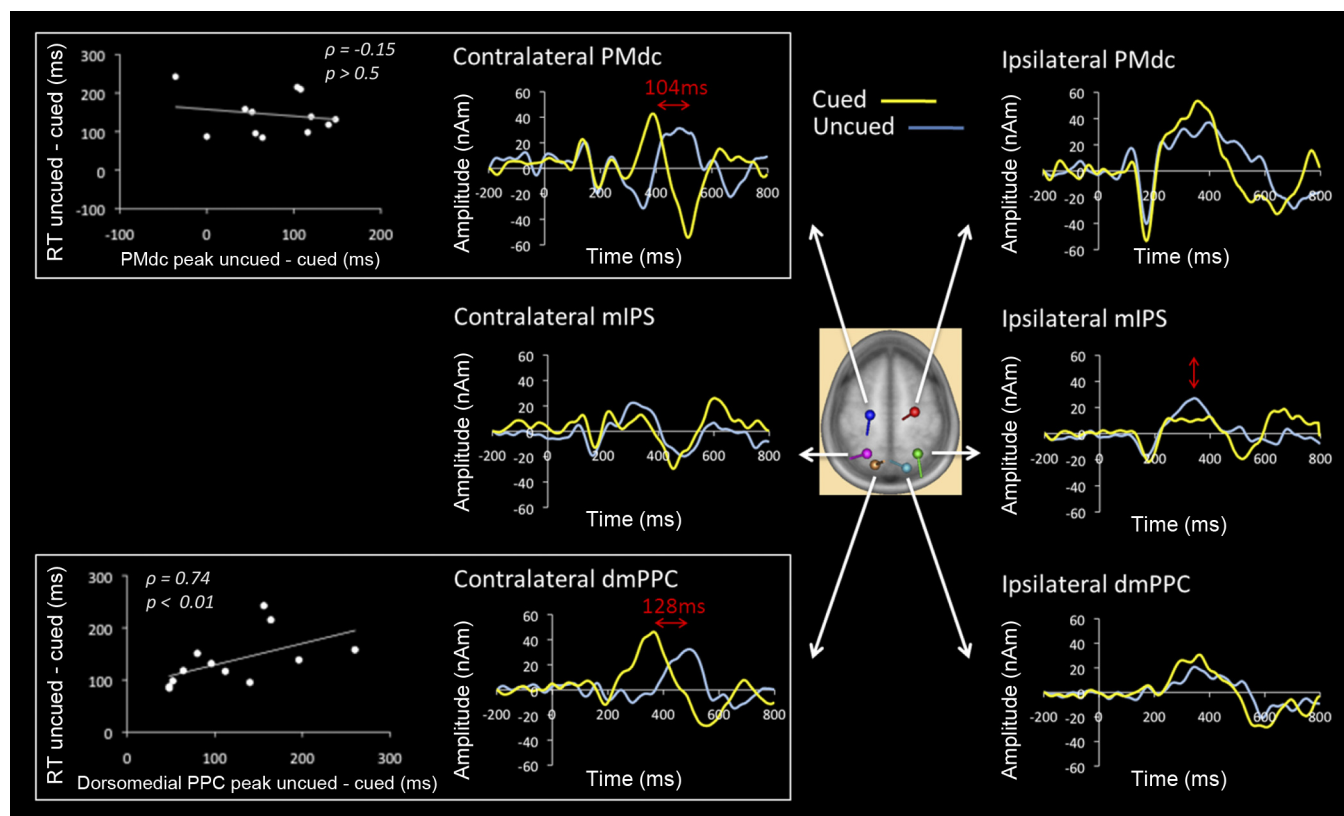 RT uncued - cued (ms)
300
200
100
0
-100
-100 0 100 200
PMdc peak uncued - cued (ms)
ρ = -0.15
p > 0.5
Contralateral PMdc
104ms
Amplitude (nAm)
60
40
20
0
-20
-40
-60
-200 0 200 400 600 800
Time (ms)
Cued
Uncued
Ipsilateral PMdc
Amplitude (nAm)
60
40
20
0
-20
-40
-60
-200 0 200 400 600 800
Time (ms)
Contralateral mIPS
Amplitude (nAm)
60
40
20
0
-20
-40
-60
-200 0 200 400 600 800
Time (ms)
Ipsilateral mIPS
Amplitude (nAm)
60
40
20
0
-20
-40
-60
-200 0 200 400 600 800
Time (ms)
RT uncued - cued (ms)
300
200
100
0
0 100 200 300
Dorsomedial PPC peak uncued - cued (ms)
ρ = 0.74
p < 0.01
Contralateral dmPPC
128ms
Amplitude (nAm)
60
40
20
0
-20
-40
-60
-200 0 200 400 600 800
Time (ms)
Ipsilateral dmPPC
Amplitude (nAm)
60
40
20
0
-20
-40
-60
-200 0 200 400 600 800
Time (ms)